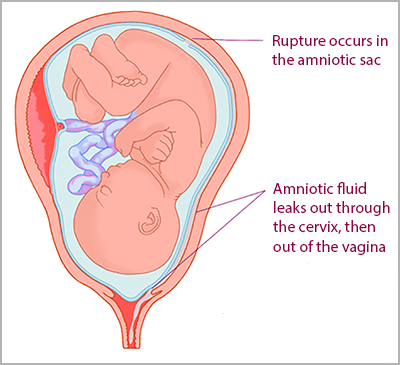 Rupture occurs in
the amniotic sac
Amniotic fluid
leaks out through
the cervix, then
out of the vagina